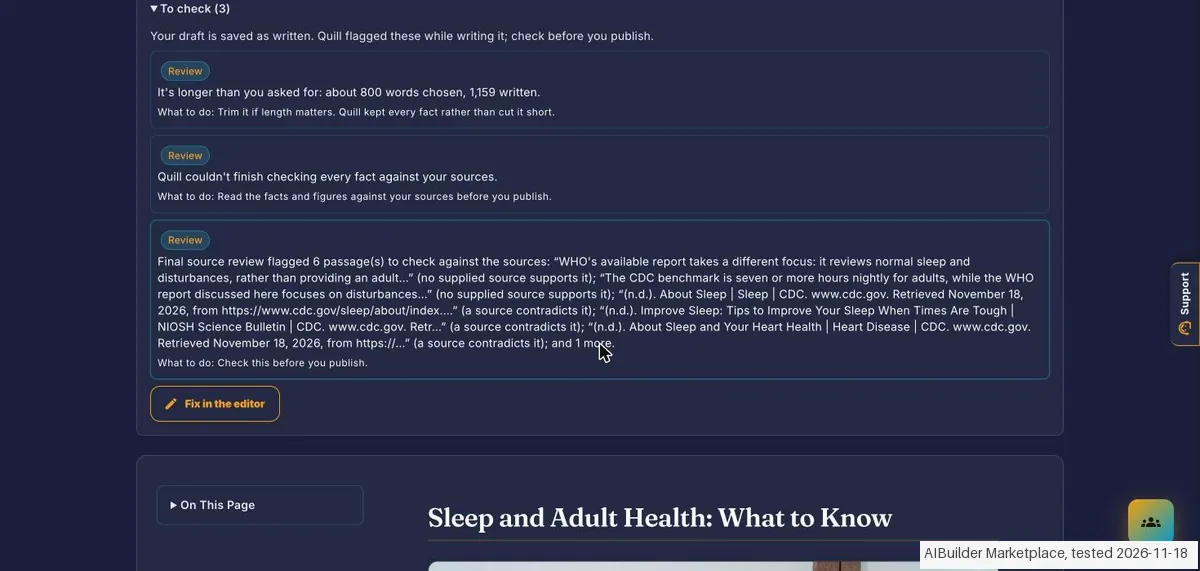 ▼ To check (3)
Your draft is saved as written. Quill flagged these while writing it; check before you publish.
Review
It's longer than you asked for: about 800 words chosen, 1,159 written.
What to do: Trim it if length matters. Quill kept every fact rather than cut it short.
Review
Quill couldn't finish checking every fact against your sources.
What to do: Read the facts and figures against your sources before you publish.
Review
Final source review flagged 6 passage(s) to check against the sources: “WHO's available report takes a different focus: it reviews normal sleep and
disturbances, rather than providing an adult...” (no supplied source supports it); “The CDC benchmark is seven or more hours nightly for adults, while the WHO
report discussed here focuses on disturbances...” (no supplied source supports it); “(n.d.). About Sleep | Sleep | CDC. www.cdc.gov. Retrieved November 18,
2026, from https://www.cdc.gov/sleep/about/index....” (a source contradicts it); “(n.d.). Improve Sleep: Tips to Improve Your Sleep When Times Are Tough |
NIOSH Science Bulletin | CDC. www.cdc.gov. Retr...” (a source contradicts it); “(n.d.). About Sleep and Your Heart Health | Heart Disease | CDC. www.cdc.gov.
Retrieved November 18, 2026, from https://...” (a source contradicts it); and 1 more.
What to do: Check this before you publish.
Fix in the editor
Support
▶ On This Page
Sleep and Adult Health: What to Know
AIBuilder Marketplace, tested 2026-11-18